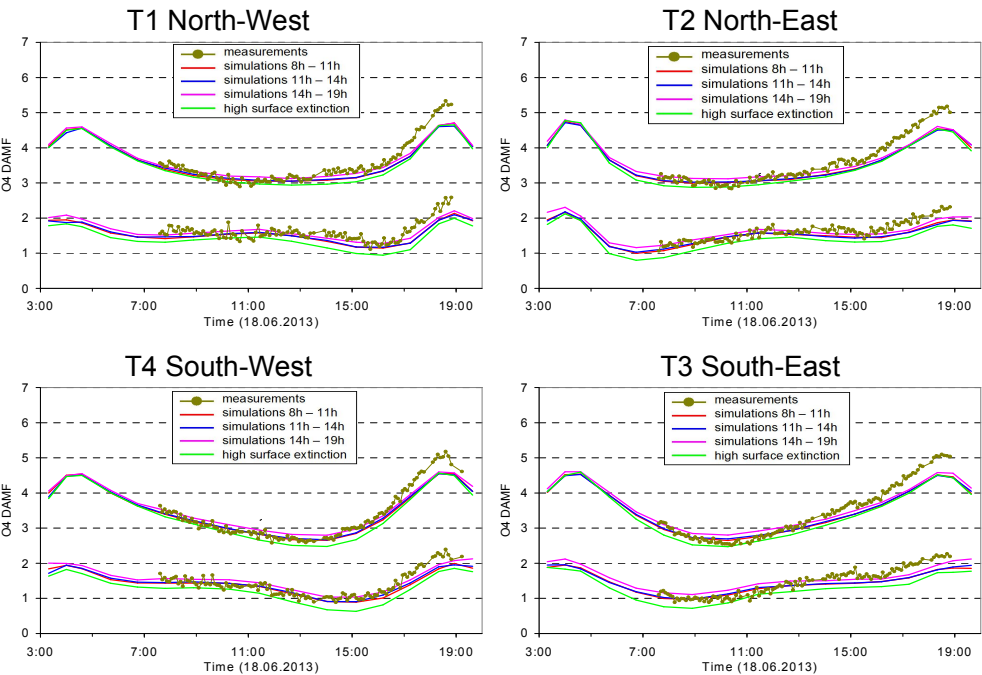 T1 North-West
T2 North-East
7
6
5
4
3
2
1
0
O4 DAMF
measurements
simulations 8h – 11h
simulations 11h – 14h
simulations 14h – 19h
high surface extinction
3:00 7:00 11:00 15:00 19:00
Time (18.06.2013)
7
6
5
4
3
2
1
0
O4 DAMF
measurements
simulations 8h – 11h
simulations 11h – 14h
simulations 14h – 19h
high surface extinction
3:00 7:00 11:00 15:00 19:00
Time (18.06.2013)
T4 South-West
T3 South-East
7
6
5
4
3
2
1
0
O4 DAMF
measurements
simulations 8h – 11h
simulations 11h – 14h
simulations 14h – 19h
high surface extinction
3:00 7:00 11:00 15:00 19:00
Time (18.06.2013)
7
6
5
4
3
2
1
0
O4 DAMF
measurements
simulations 8h – 11h
simulations 11h – 14h
simulations 14h – 19h
high surface extinction
3:00 7:00 11:00 15:00 19:00
Time (18.06.2013)